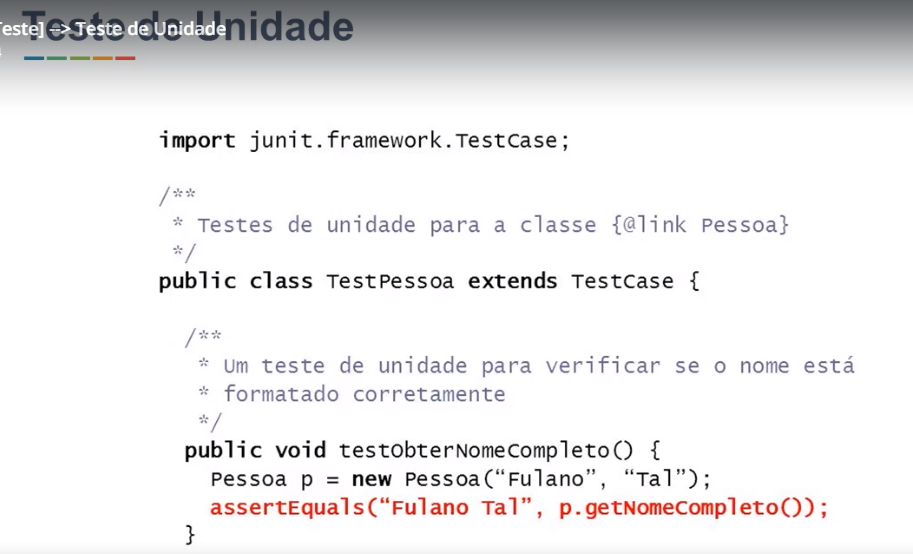 Teste] --> Teste de Unidade
Teste de Unidade
import junit.framework.TestCase;
/**
* Testes de unidade para a classe {@link Pessoa}
*/
public class TestPessoa extends TestCase {
/**
* Um teste de unidade para verificar se o nome está
* formatado corretamente
*/
public void testObterNomeCompleto() {
Pessoa p = new Pessoa(“Fulano”, “Tal”);
assertEquals(“Fulano Tal”, p.getNomeCompleto());
}